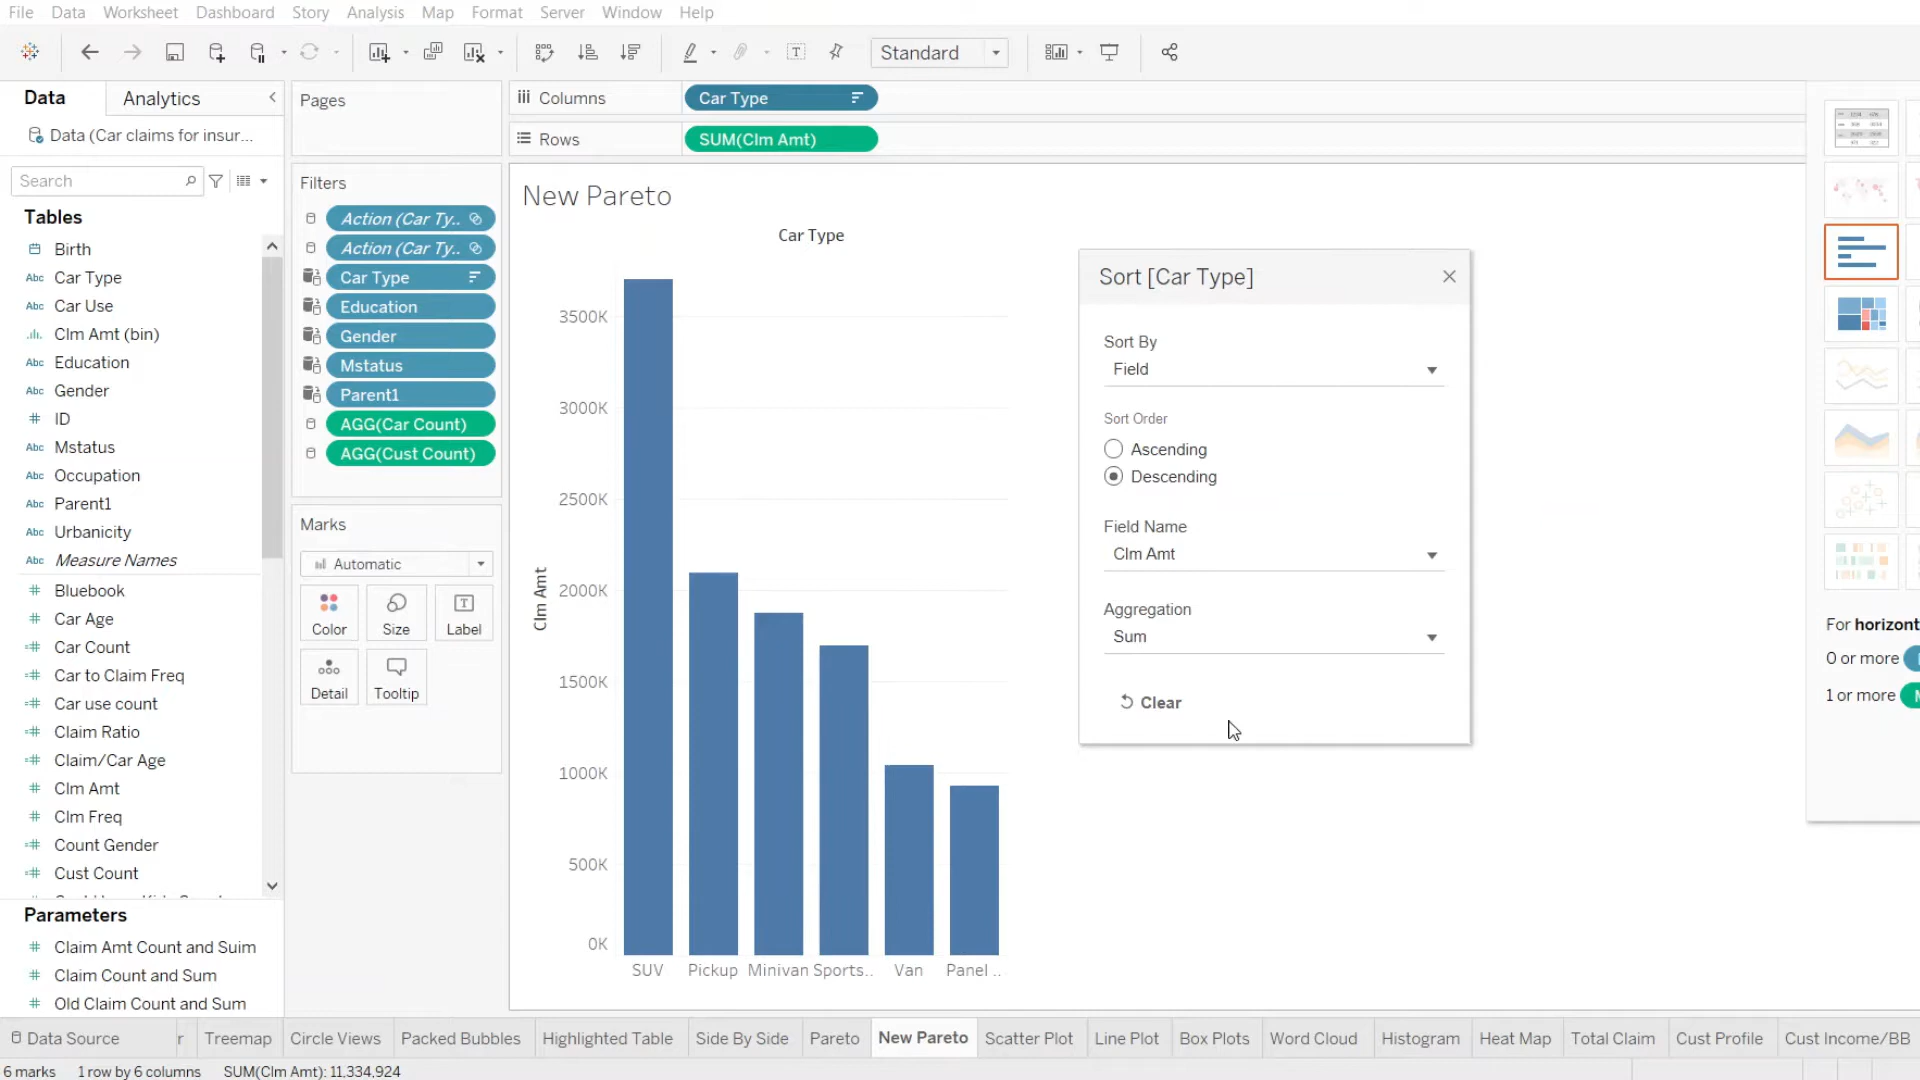 File Data Worksheet Dashboard Story Analysis Map Format Server Window Help
Standard
Data Analytics
Data (Car claims for insur...
Search
Tables
Birth
Abc Car Type
Abc Car Use
Clm Amt (bin)
Abc Education
Abc Gender
# ID
Abc Mstatus
Abc Occupation
Abc Parent1
Abc Urbanicity
Abc Measure Names
# Bluebook
# Car Age
=# Car Count
=# Car to Claim Freq
=# Car use count
=# Claim Ratio
=# Claim/Car Age
# Clm Amt
# Clm Freq
=# Count Gender
=# Cust Count
Parameters
# Claim Amt Count and Suim
# Claim Count and Sum
# Old Claim Count and Sum
Pages
Filters
Action (Car Ty..
Action (Car Ty..
Car Type
Education
Gender
Mstatus
Parent1
AGG(Car Count)
AGG(Cust Count)
Marks
Automatic
Color Size Label
Detail Tooltip
Columns Car Type
Rows SUM(Clm Amt)
New Pareto
Car Type
3500K
3000K
2500K
2000K
1500K
1000K
500K
0K
Clm Amt
SUV Pickup Minivan Sports.. Van Panel ..
Sort [Car Type]
Sort By
Field
Sort Order
Ascending
Descending
Field Name
Clm Amt
Aggregation
Sum
Clear
For horizont
0 or more
1 or more
Data Source r Treemap Circle Views Packed Bubbles Highlighted Table Side By Side Pareto New Pareto Scatter Plot Line Plot Box Plots Word Cloud Histogram Heat Map Total Claim Cust Profile Cust Income/BB
6 marks 1 row by 6 columns SUM(Clm Amt): 11,334,924